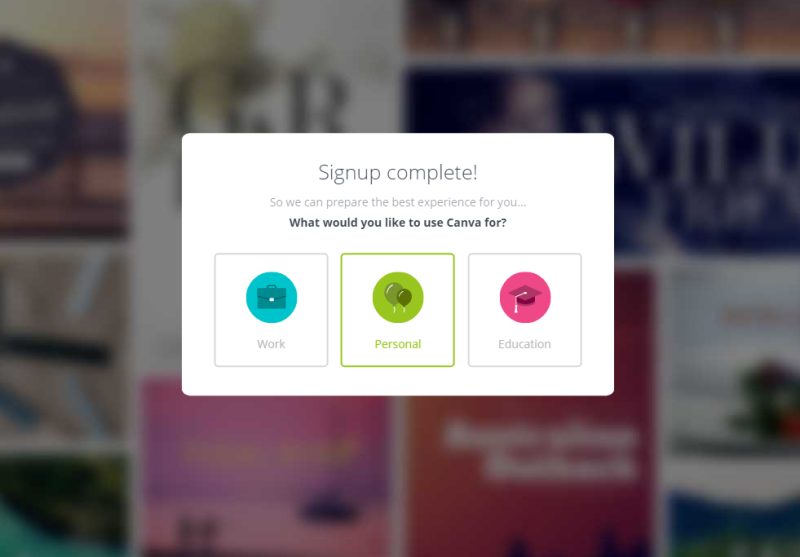 Signup complete!
So we can prepare the best experience for you...
What would you like to use Canva for?
Work
Personal
Education